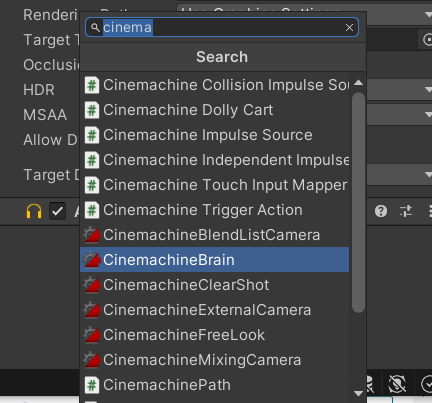 Rendering
Target T
Occlusio
HDR
MSAA
Allow D
Target D
cinema
Search
Cinemachine Collision Impulse Sou
Cinemachine Dolly Cart
Cinemachine Impulse Source
Cinemachine Independent Impulse
Cinemachine Touch Input Mapper
Cinemachine Trigger Action
CinemachineBlendListCamera
CinemachineBrain
CinemachineClearShot
CinemachineExternalCamera
CinemachineFreeLook
CinemachineMixingCamera
CinemachinePath